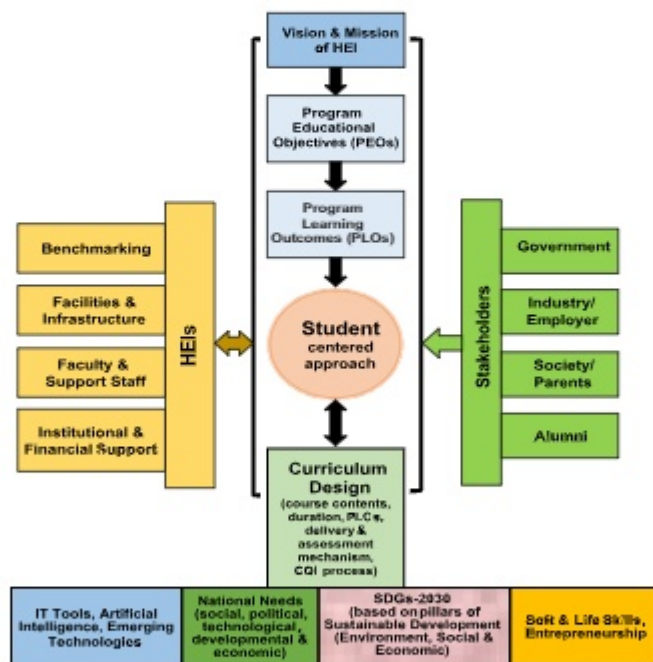 Vision & Mission
of HEI
Program
Educational
Objectives (PEOs)
Program
Learning
Outcomes (PLOs)
Benchmarking
Facilities &
Infrastructure
Faculty &
Support Staff
Institutional &
Financial Support
HEIs
Student
centered
approach
Stakeholders
Government
Industry/
Employer
Society/
Parents
Alumni
Curriculum
Design
(course contents,
duration, PLCs,
delivery &
assessment
mechanism,
CQI process)
IT Tools, Artificial
Intelligence, Emerging
Technologies
National Needs
(social, political,
technological,
developmental &
economic)
SDGs-2030
(based on pillars of
Sustainable Development
(Environment, Social &
Economic)
Soft & Life Skills,
Entrepreneurship